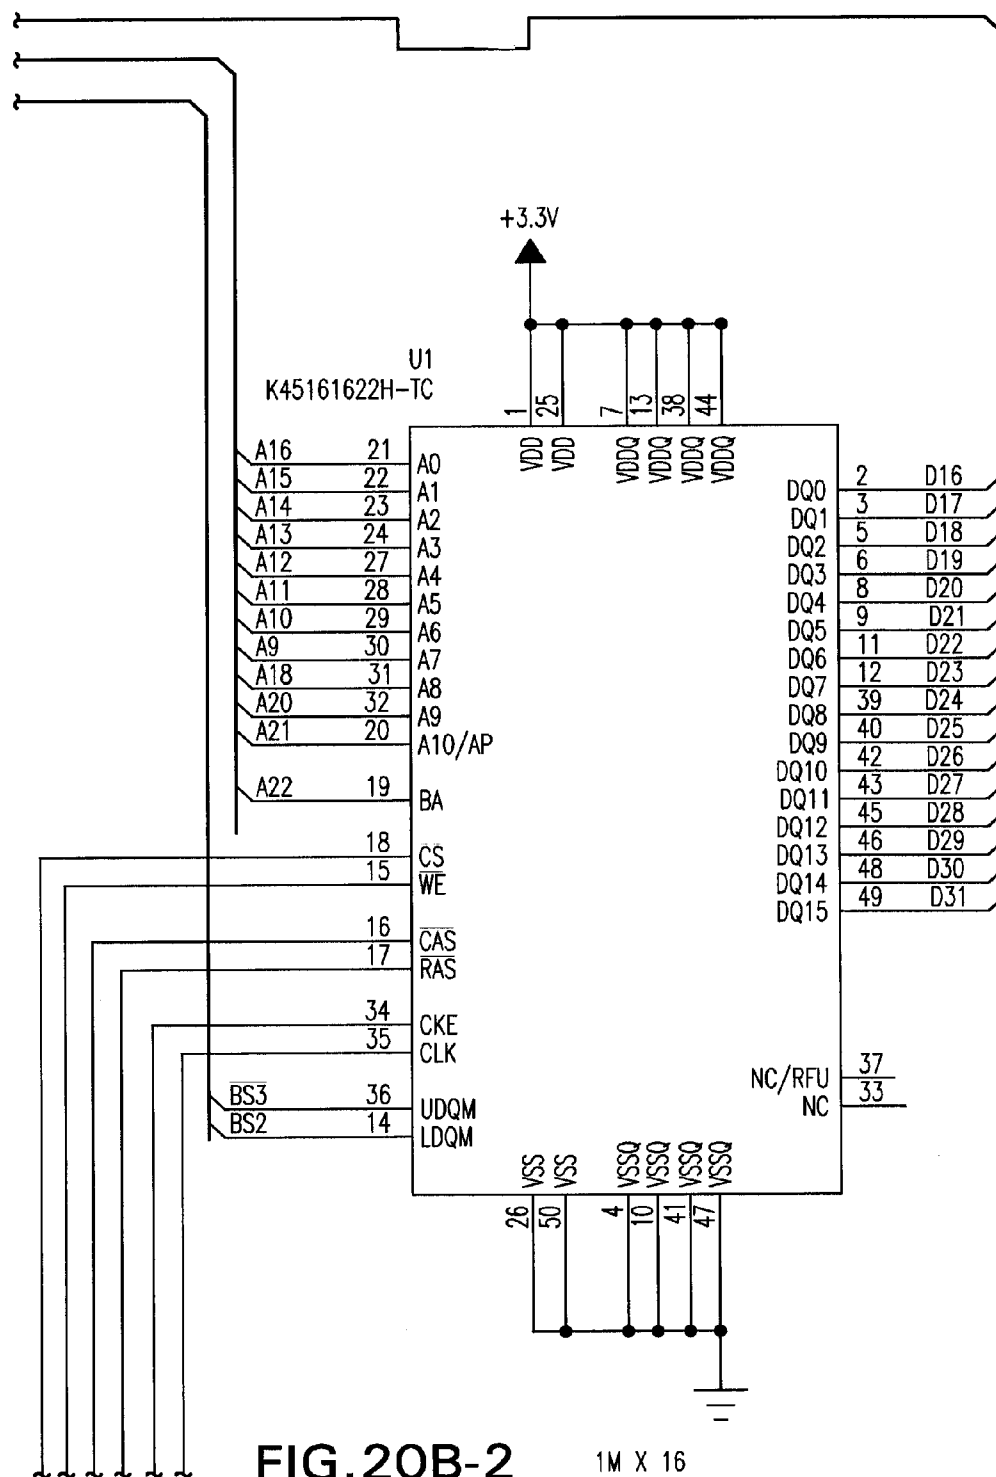 +3.3V
U1
K45161622H-TC
1 25 7 13 38 44
VDD VDD VDDQ VDDQ VDDQ VDDQ
A16 21 A0
A15 22 A1
A14 23 A2
A13 24 A3
A12 27 A4
A11 28 A5
A10 29 A6
A9 30 A7
A18 31 A8
A20 32 A9
A21 20 A10/AP
A22 19 BA
18 C̅S̅
15 W̅E̅
16 C̅A̅S̅
17 R̅A̅S̅
34 CKE
35 CLK
B̅S̅3̅ 36 UDQM
BS2 14 LDQM
DQ0 2 D16
DQ1 3 D17
DQ2 5 D18
DQ3 6 D19
DQ4 8 D20
DQ5 9 D21
DQ6 11 D22
DQ7 12 D23
DQ8 39 D24
DQ9 40 D25
DQ10 42 D26
DQ11 43 D27
DQ12 45 D28
DQ13 46 D29
DQ14 48 D30
DQ15 49 D31
NC/RFU 37
NC 33
VSS VSS VSSQ VSSQ VSSQ VSSQ
26 50 4 10 41 47
FIG.20B-2
1M X 16